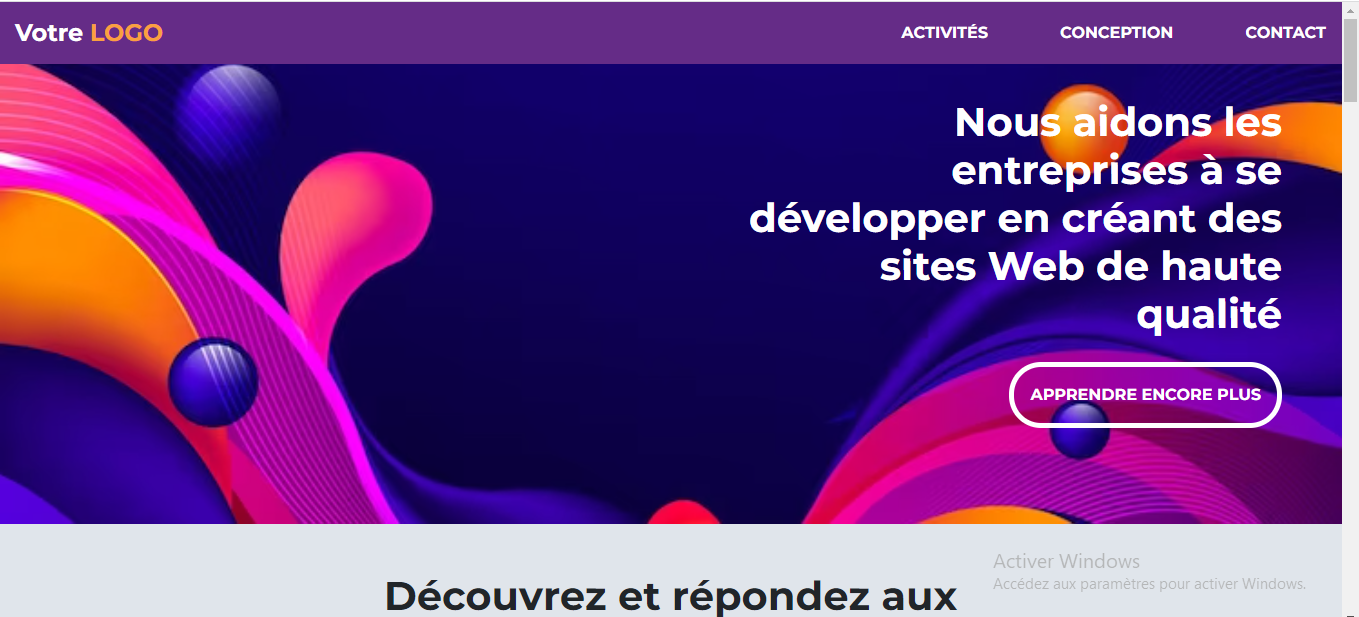 Votre LOGO
ACTIVITÉS
CONCEPTION
CONTACT
Nous aidons les
entreprises à se
développer en créant des
sites Web de haute
qualité
APPRENDRE ENCORE PLUS
Activer Windows
Accédez aux paramètres pour activer Windows.
Découvrez et répondez aux